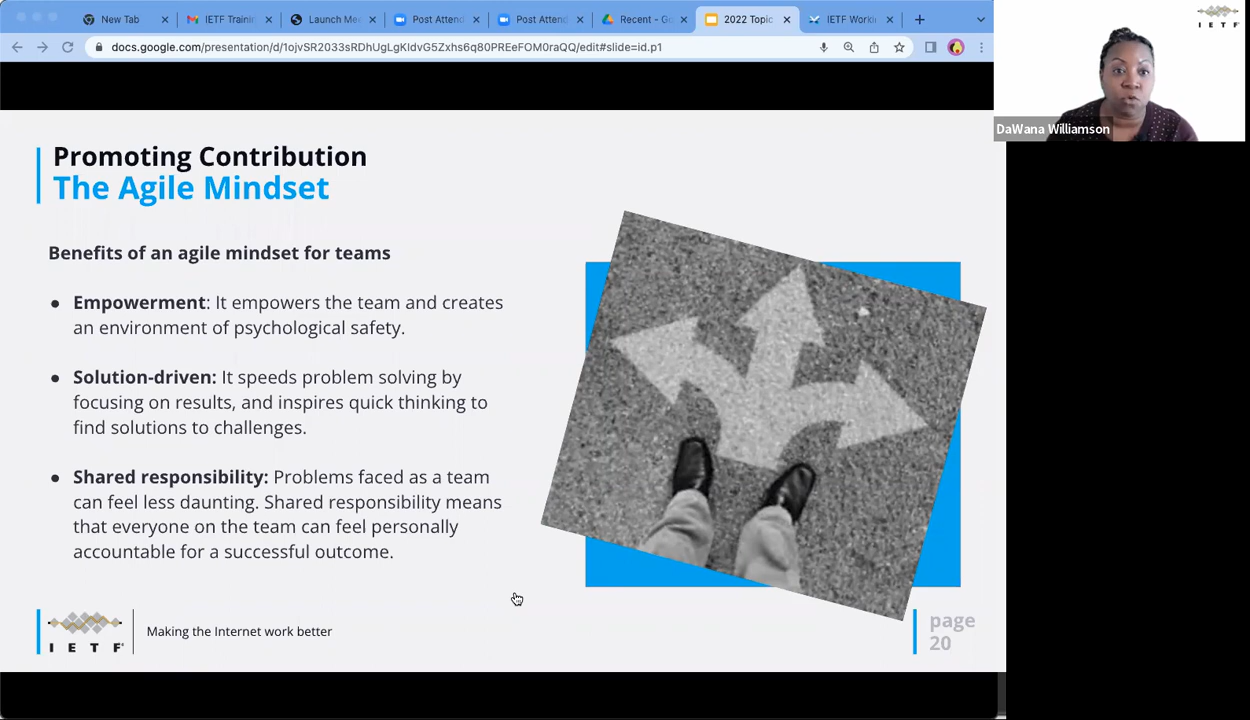 New Tab
IETF Trainin
Launch Me
Post Attend
Post Attend
Recent - Go
2022 Topic
IETF Worki
docs.google.com/presentation/d/1ojvSR2033sRDhUgLgKIdvG5Zxhs6q80PREeFOM0raQQ/edit#slide=id.p1
IETF
DaWana Williamson
Promoting Contribution
The Agile Mindset
Benefits of an agile mindset for teams
● Empowerment: It empowers the team and creates
an environment of psychological safety.
● Solution-driven: It speeds problem solving by
focusing on results, and inspires quick thinking to
find solutions to challenges.
● Shared responsibility: Problems faced as a team
can feel less daunting. Shared responsibility means
that everyone on the team can feel personally
accountable for a successful outcome.
IETF®
Making the Internet work better
page
20